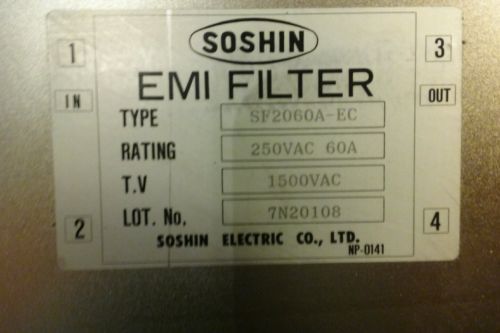 SOSHIN
1 3
EMI FILTER
IN OUT
TYPE SF2060A-EC
RATING 250VAC 60A
T.V 1500VAC
LOT. No, 7N20108
2 4
SOSHIN ELECTRIC CO., LTD.
NP-0141